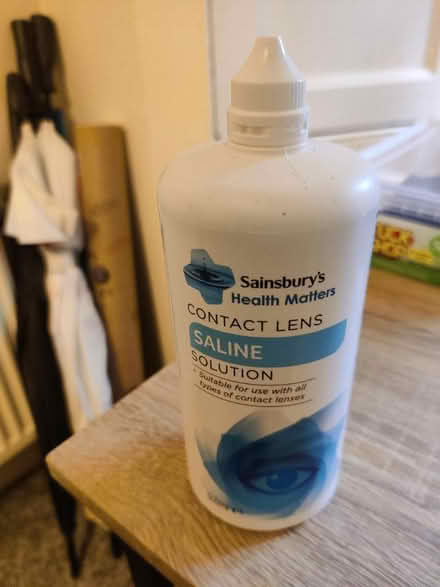 Sainsbury's
Health Matters
CONTACT LENS
SALINE
SOLUTION
Suitable for use with all
types of contact lenses